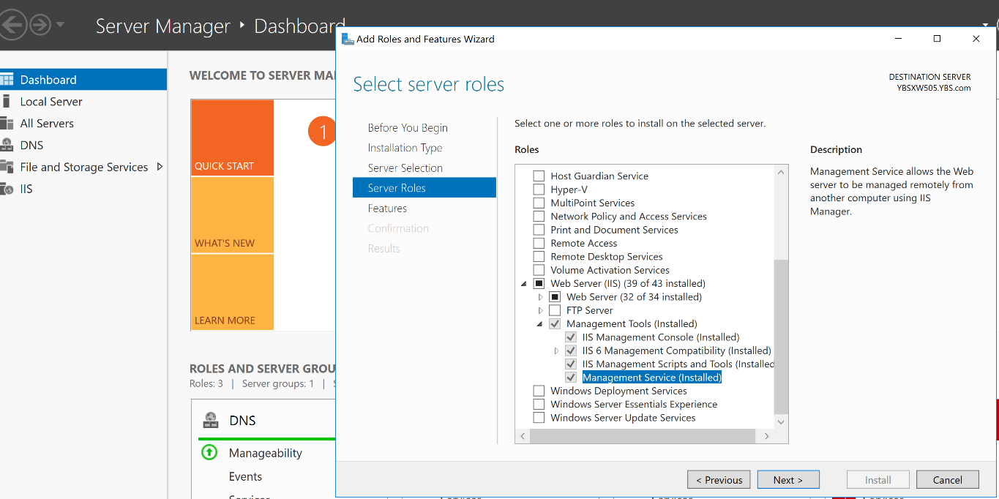 Server Manager ‣ Dashboard
Dashboard
Local Server
All Servers
DNS
File and Storage Services
IIS
WELCOME TO SERVER MA
1
QUICK START
WHAT'S NEW
LEARN MORE
ROLES AND SERVER GROU
Roles: 3 | Server groups: 1 |
DNS
Manageability
Events
Add Roles and Features Wizard
Select server roles
DESTINATION SERVER
YBSXW505.YBS.com
Before You Begin
Installation Type
Server Selection
Server Roles
Features
Confirmation
Results
Select one or more roles to install on the selected server.
Roles
Host Guardian Service
Hyper-V
MultiPoint Services
Network Policy and Access Services
Print and Document Services
Remote Access
Remote Desktop Services
Volume Activation Services
Web Server (IIS) (39 of 43 installed)
Web Server (32 of 34 installed)
FTP Server
Management Tools (Installed)
IIS Management Console (Installed)
IIS 6 Management Compatibility (Installed)
IIS Management Scripts and Tools (Installed
Management Service (Installed)
Windows Deployment Services
Windows Server Essentials Experience
Windows Server Update Services
Description
Management Service allows the Web
server to be managed remotely from
another computer using IIS
Manager.
< Previous
Next >
Install
Cancel